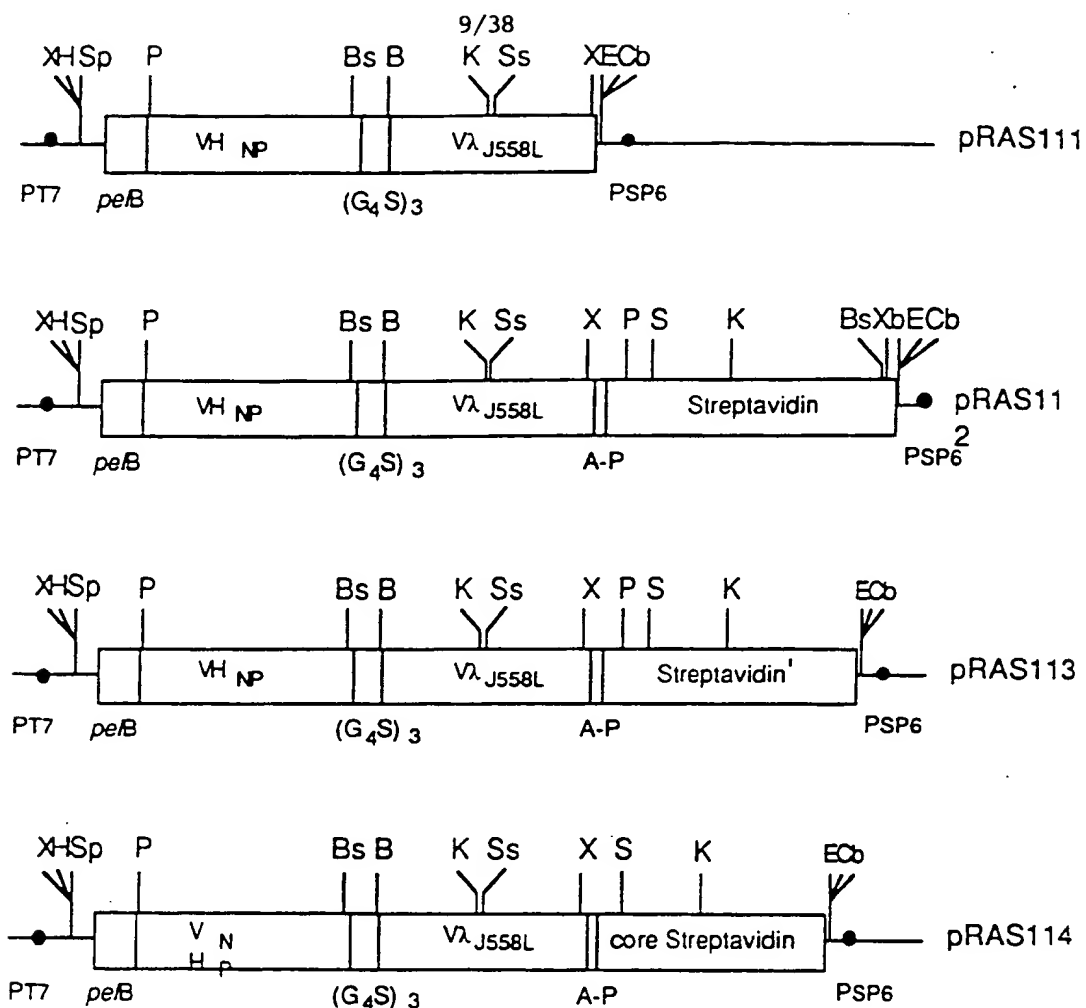 9/38
XHSp P Bs B K Ss XECb
VH NP Vλ J558L pRAS111
PT7 pelB (G4S)3 PSP6
XHSp P Bs B K Ss X P S K BsXbECb
VH NP Vλ J558L Streptavidin pRAS11
2
PT7 pelB (G4S)3 A-P PSP6
XHSp P Bs B K Ss X P S K ECb
VH NP Vλ J558L Streptavidin' pRAS113
PT7 pelB (G4S)3 A-P PSP6
XHSp P Bs B K Ss X S K ECb
V N Vλ J558L core Streptavidin pRAS114
H P
PT7 pelB (G4S)3 A-P PSP6